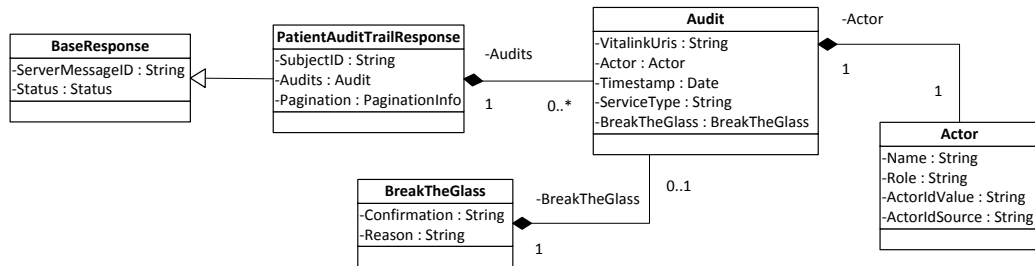 BaseResponse
-ServerMessageID : String
-Status : Status
PatientAuditTrailResponse
-SubjectID : String
-Audits : Audit
-Pagination : PaginationInfo
-Audits
1
0..*
Audit
-VitalinkUris : String
-Actor : Actor
-Timestamp : Date
-ServiceType : String
-BreakTheGlass : BreakTheGlass
-Actor
1
1
Actor
-Name : String
-Role : String
-ActorIdValue : String
-ActorIdSource : String
BreakTheGlass
-Confirmation : String
-Reason : String
-BreakTheGlass
0..1
1